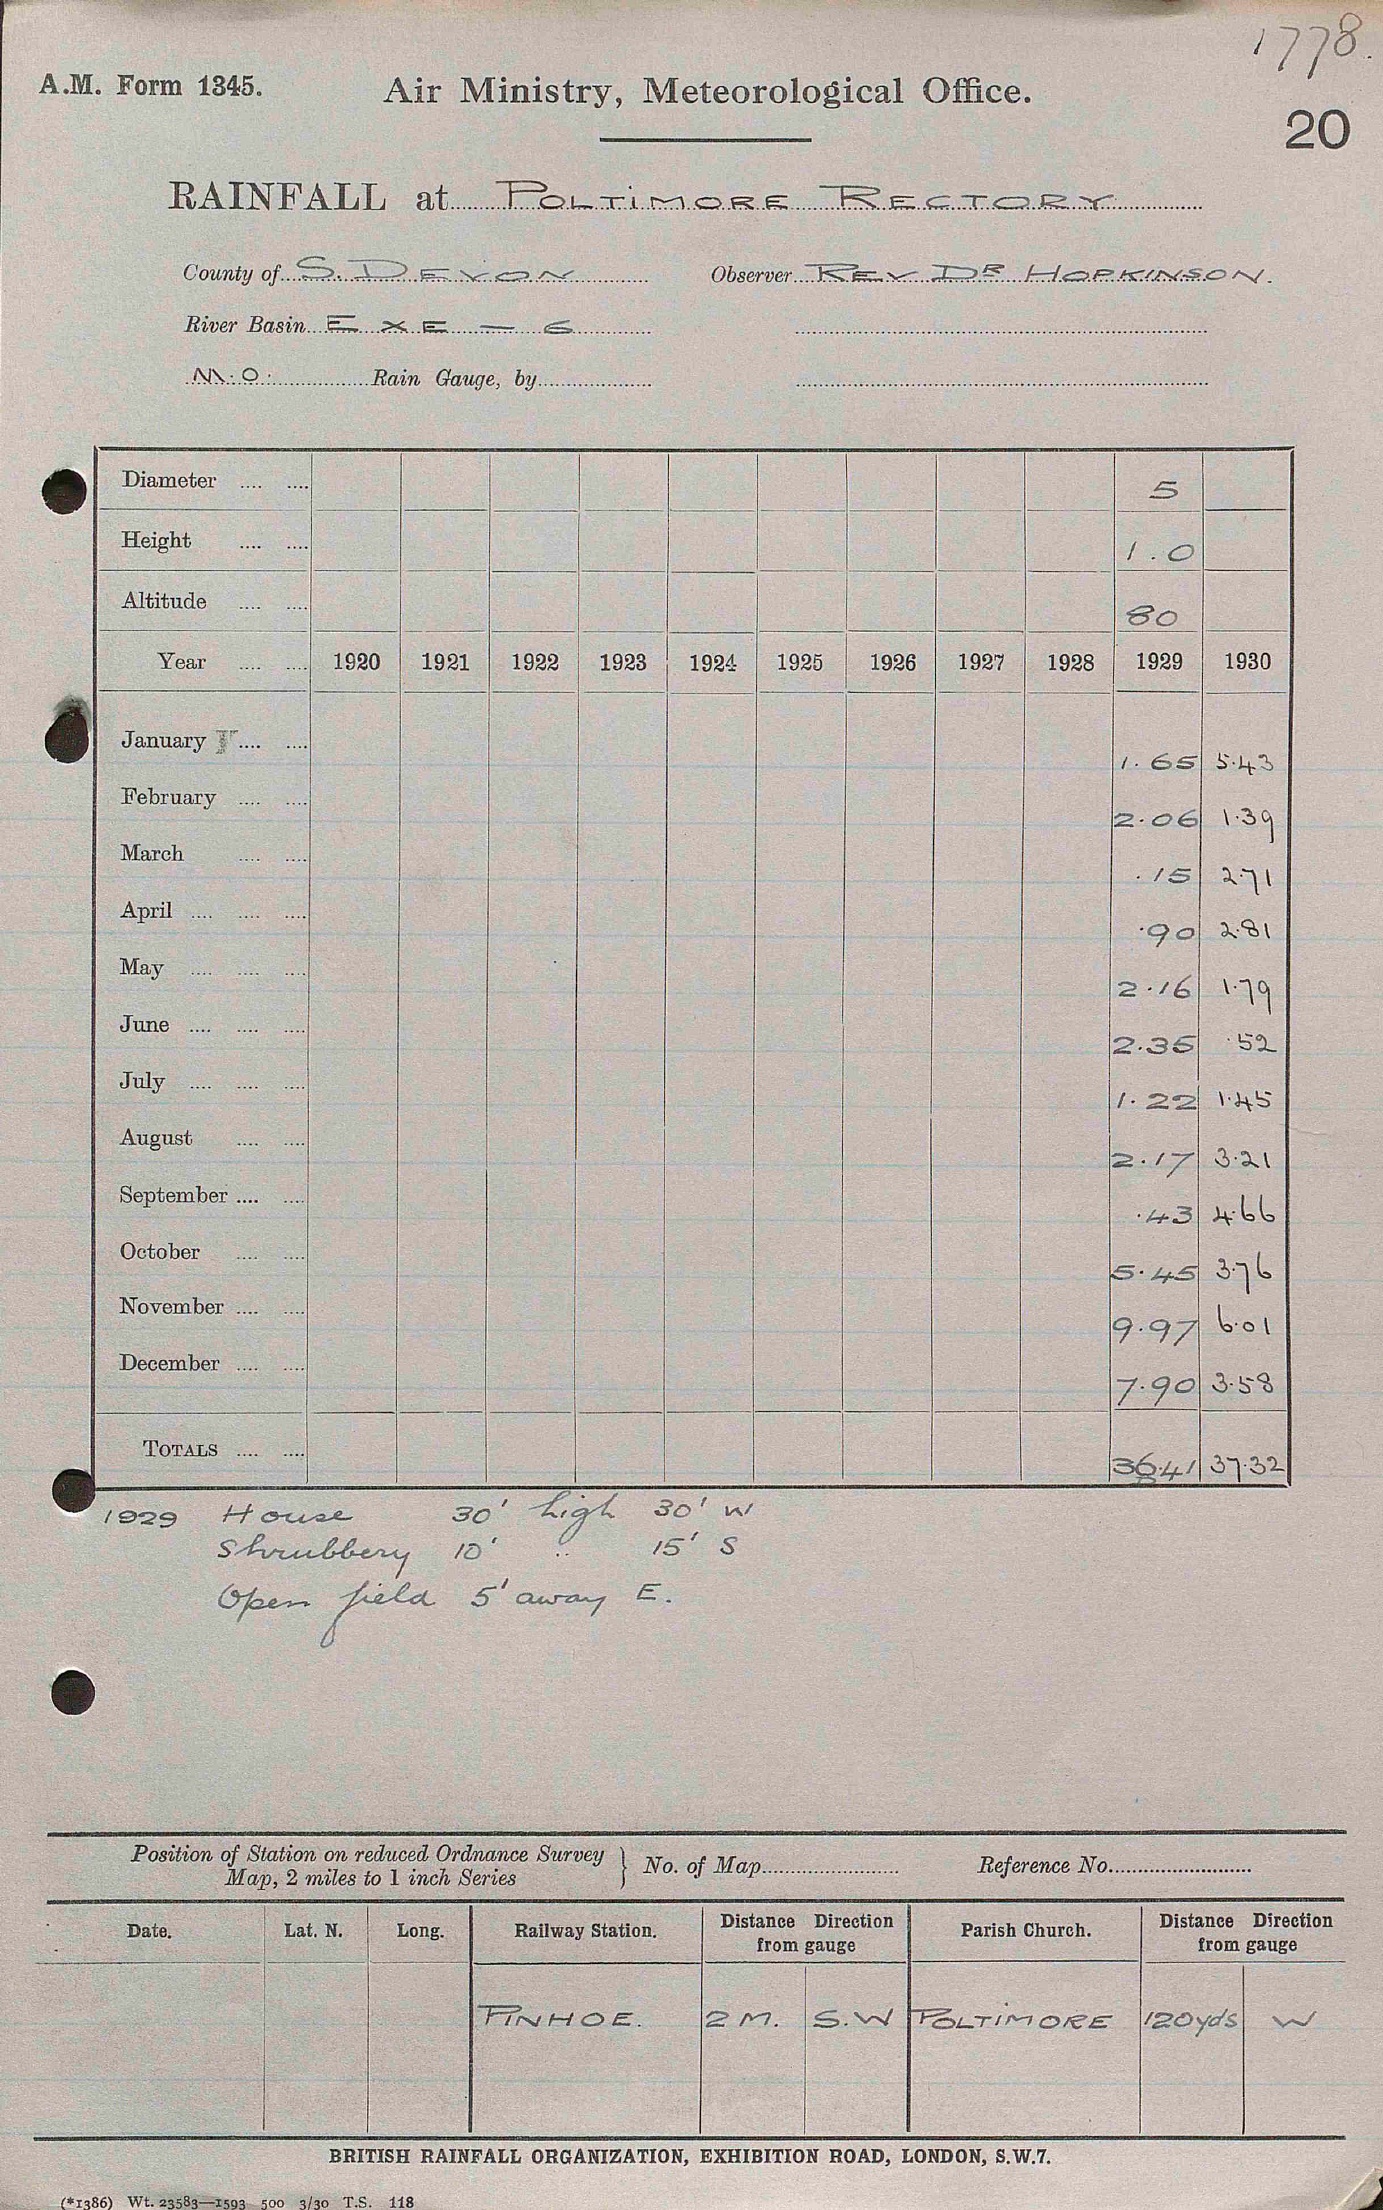 1778.
A.M. Form 1345. Air Ministry, Meteorological Office.
20
RAINFALL at POLTIMORE RECTORY
County of S. DEVON Observer REV DR HOPKINSON.
River Basin EXE — 6
M.O. Rain Gauge, by
Diameter .... .... 5
Height .... .... 1.0
Altitude .... .... 80
Year .... .... 1920 1921 1922 1923 1924 1925 1926 1927 1928 1929 1930
January .... .... 1.65 5.43
February .... .... 2.06 1.39
March .... .... .15 2.71
April .... .... .... .90 2.81
May .... .... .... 2.16 1.79
June .... .... .... 2.35 .52
July .... .... .... 1.22 1.45
August .... .... 2.17 3.21
September .... .... .43 4.66
October .... .... 5.45 3.76
November .... .... 9.97 6.01
December .... .... 7.90 3.58
TOTALS .... .... 36.41 37.32
1929 House 30' high 30' W
Shrubbery 10' .. 15' S
Open field 5' away E.
Position of Station on reduced Ordnance Survey Map, 2 miles to 1 inch Series } No. of Map Reference No.
Date. Lat. N. Long. Railway Station. Distance Direction from gauge Parish Church. Distance Direction from gauge
PINHOE. 2 M. S.W POLTIMORE 120 yds W
BRITISH RAINFALL ORGANIZATION, EXHIBITION ROAD, LONDON, S.W.7.
(*1386) Wt. 23583—1593 500 3/30 T.S. 118